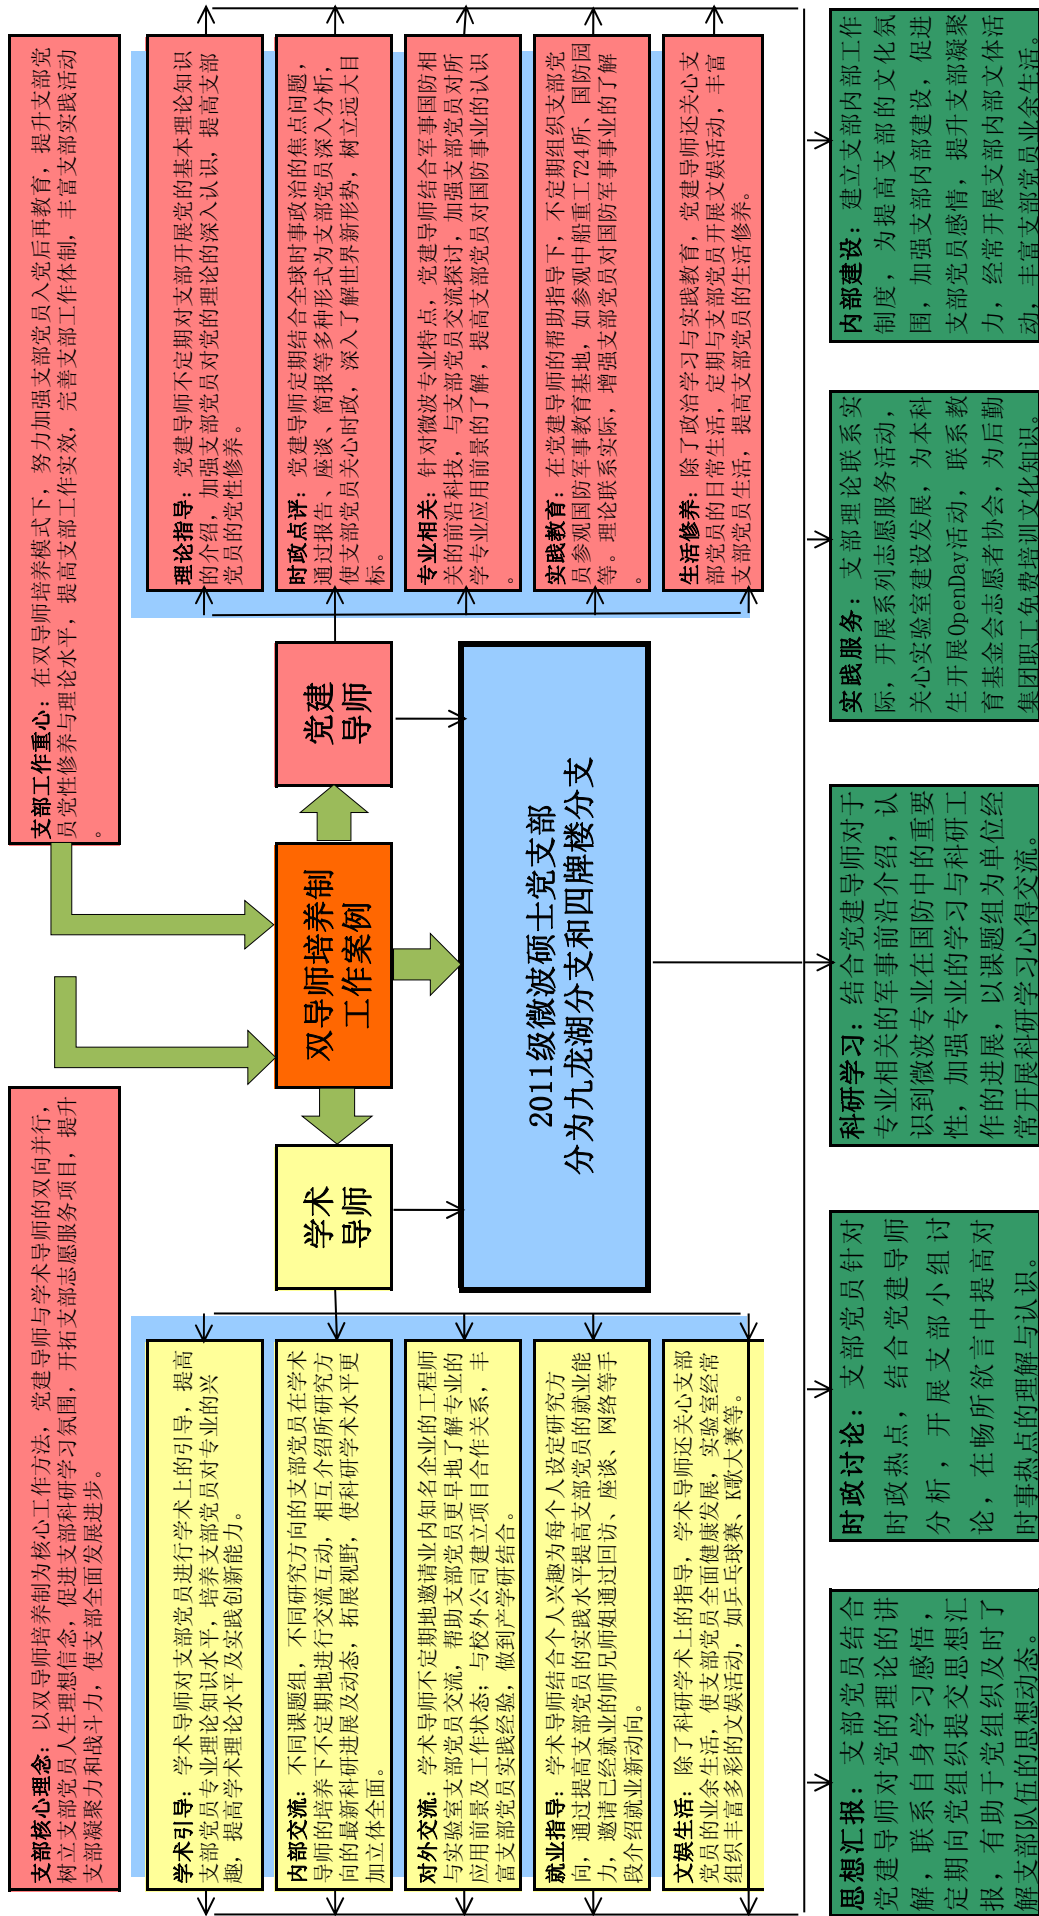 支部核心理念：以双导师培养制为核心工作方法，党建导师与学术导师的双向并行，
树立支部党员人生理想信念，促进支部科研学习氛围，开拓支部志愿服务项目，提升
支部凝聚力和战斗力，使支部全面发展进步。
支部工作重心：在双导师培养模式下，努力加强支部党员入党后再教育，提升支部党
员党性修养与理论水平，提高支部工作实效，完善支部工作体制，丰富支部实践活动
。
学术引导：学术导师对支部党员进行学术上的引导，提高
支部党员专业理论知识水平，培养支部党员对专业的兴
趣，提高学术理论水平及实践创新能力。
内部交流：不同课题组，不同研究方向的支部党员在学术
导师的培养下不定期地进行交流互动，相互介绍所研究方
向的最新科研进展及动态，拓展视野，使科研学术水平更
加立体全面。
对外交流：学术导师不定期地邀请业内知名企业的工程师
与实验室支部党员交流，帮助支部党员更早地了解专业的
应用前景及工作状态；与校外公司建立项目合作关系，丰
富支部党员实践经验，做到产学研结合。
就业指导：学术导师结合个人兴趣为每个人设定研究方
向，通过提高支部党员的实践水平提高支部党员的就业能
力，邀请已经就业的师兄师姐通过回访、座谈、网络等手
段介绍就业新动向。
文娱生活：除了科研学术上的指导，学术导师还关心支部
党员的业余生活，使支部党员全面健康发展，实验室经常
组织丰富多彩的文娱活动，如乒乓球赛、K歌大赛等。
学术
导师
双导师培养制
工作案例
党建
导师
2011级微波硕士党支部
分为九龙湖分支和四牌楼分支
理论指导：党建导师不定期对支部开展党的基本理论知识
的介绍，加强支部党员对党的理论的深入认识，提高支部
党员的党性修养。
时政点评：党建导师定期结合全球时事政治的焦点问题，
通过报告、座谈、简报等多种形式为支部党员深入分析，
使支部党员关心时政，深入了解世界新形势，树立远大目
标。
专业相关：针对微波专业特点，党建导师结合军事国防相
关的前沿科技，与支部党员交流探讨，加强支部党员对所
学专业应用前景的了解，提高支部党员对国防事业的认识
。
实践教育：在党建导师的帮助指导下，不定期组织支部党
员参观国防军事教育基地，如参观中船重工724所、国防园
等。理论联系实际，增强支部党员对国防军事事业的了解
。
生活修养：除了政治学习与实践教育，党建导师还关心支
部党员的日常生活，定期与支部党员开展文娱活动，丰富
支部党员生活，提高支部党员的生活修养。
思想汇报：支部党员结合
党建导师对党的理论的讲
解，联系自身学习感悟，
定期向党组织提交思想汇
报，有助于党组织及时了
解支部队伍的思想动态。
时政讨论：支部党员针对
时政热点，结合党建导师
分析，开展支部小组讨
论，在畅所欲言中提高对
时事热点的理解与认识。
科研学习：结合党建导师对于
专业相关的军事前沿介绍，认
识到微波专业在国防中的重要
性，加强专业的学习与科研工
作的进展，以课题组为单位经
常开展科研学习心得交流。
实践服务：支部理论联系实
际，开展系列志愿服务活动，
关心实验室建设发展，为本科
生开展OpenDay活动，联系教
育基金会志愿者协会，为后勤
集团职工免费培训文化知识。
内部建设：建立支部内部工作
制度，为提高支部的文化氛
围，加强支部内部建设，促进
支部党员感情，提升支部凝聚
力，经常开展支部内部文体活
动，丰富支部党员业余生活。